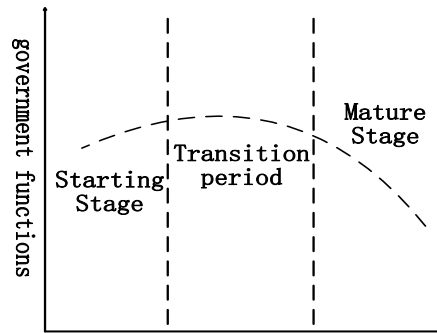 government functions
Starting
Stage
Transition
period
Mature
Stage